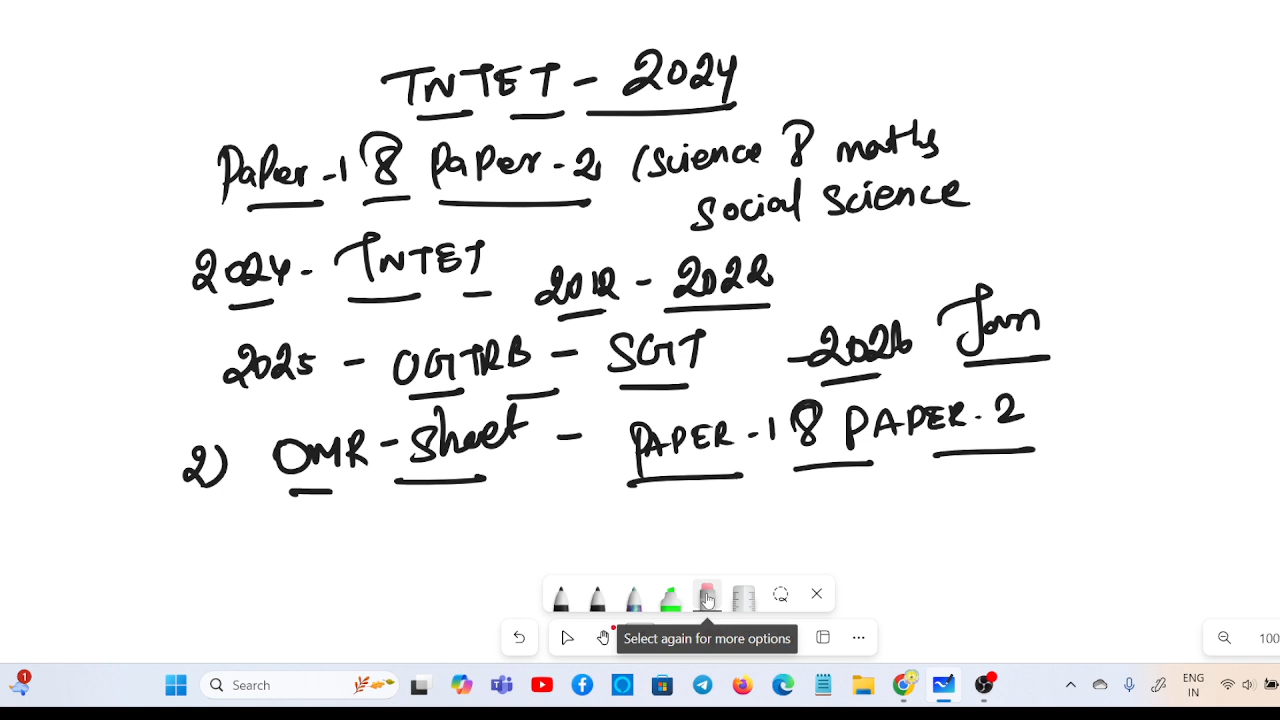 TNTET - 2024
Paper-1 & Paper-2 (Science & maths
Social Science
2024- TNTET 2012 - 2022
2025 - OGTRB - SGT - 2026 Jan
2) OMR-Sheet - PAPER-1 & PAPER-2
Select again for more options
100
1
Search
ENG
IN